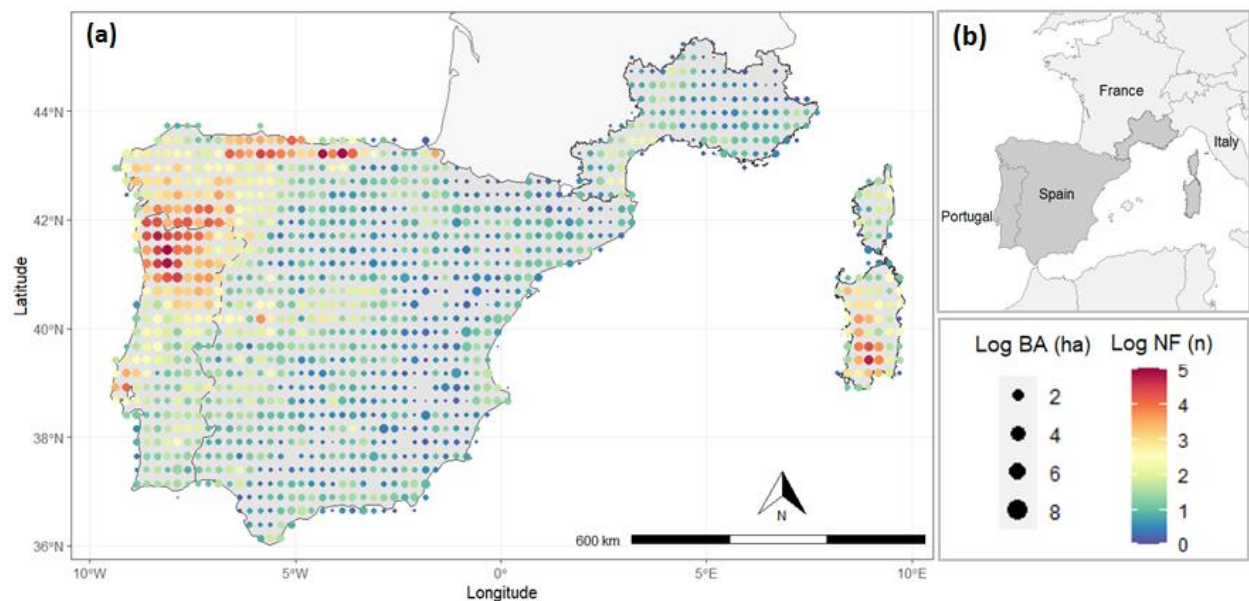 (a)
44°N
42°N
40°N
38°N
36°N
Latitude
10°W
5°W
0°
5°E
10°E
Longitude
N
600 km
(b)
France
Italy
Spain
Portugal
Log BA (ha)
2
4
6
8
Log NF (n)
5
4
3
2
1
0